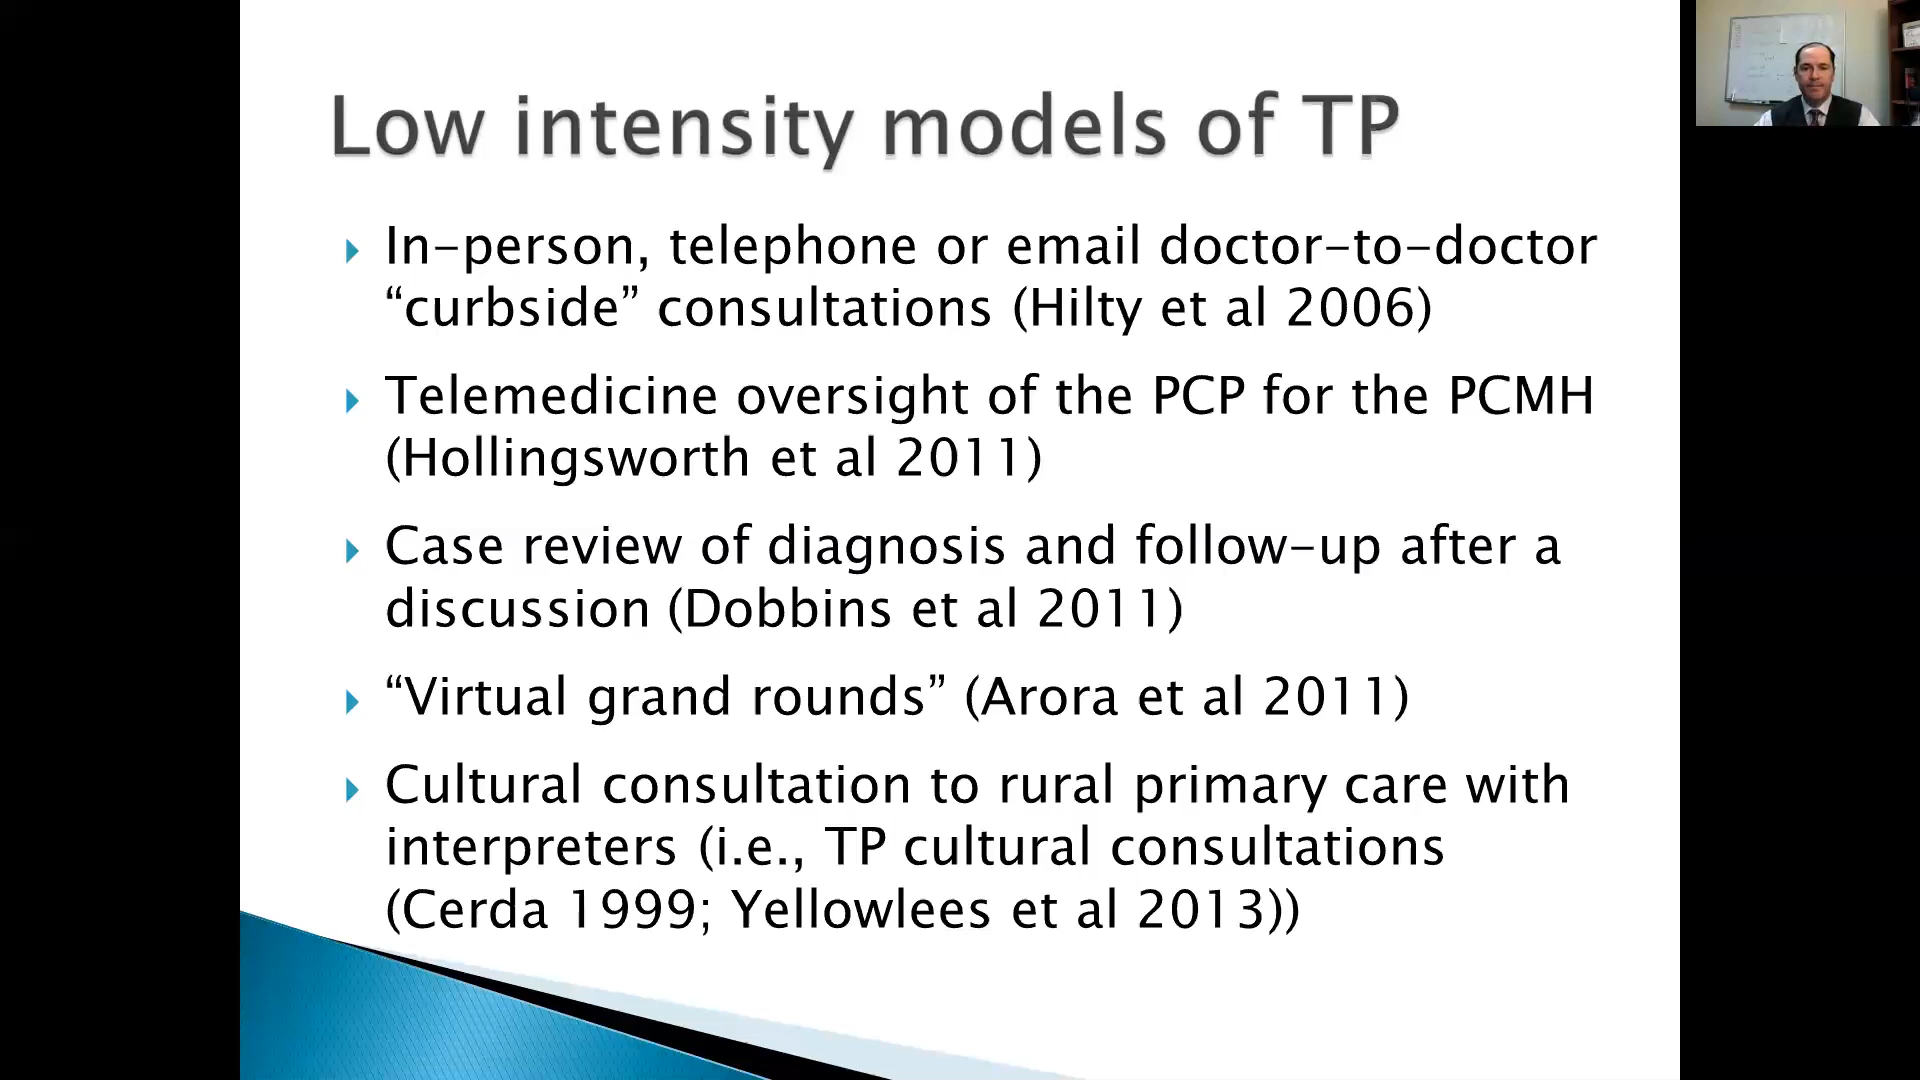 Low intensity models of TP
In-person, telephone or email doctor-to-doctor
“curbside” consultations (Hilty et al 2006)
Telemedicine oversight of the PCP for the PCMH
(Hollingsworth et al 2011)
Case review of diagnosis and follow-up after a
discussion (Dobbins et al 2011)
“Virtual grand rounds” (Arora et al 2011)
Cultural consultation to rural primary care with
interpreters (i.e., TP cultural consultations
(Cerda 1999; Yellowlees et al 2013))